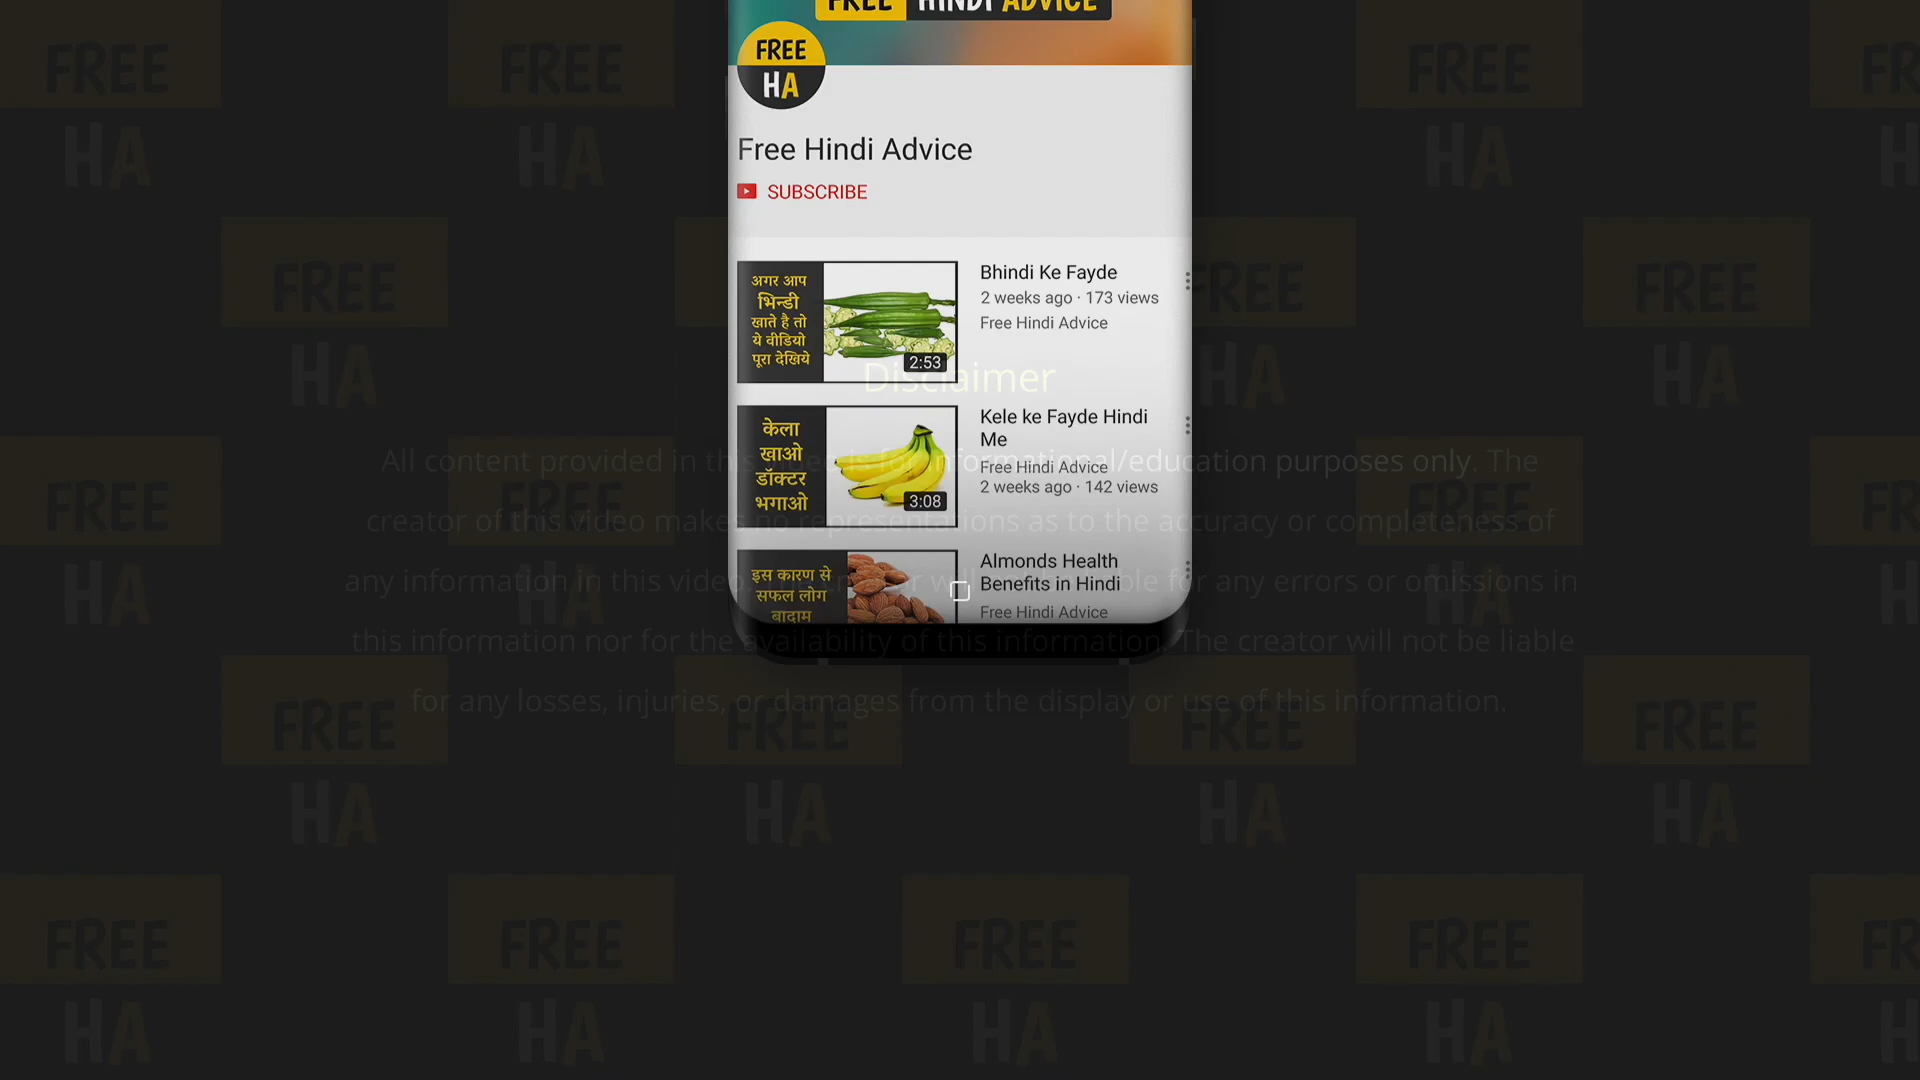 FREE HINDI ADVICE
FREE
HA
Free Hindi Advice
SUBSCRIBE
अगर आप
भिन्डी
खाते है तो
ये वीडियो
पूरा देखिये
2:53
Bhindi Ke Fayde
2 weeks ago · 173 views
Free Hindi Advice
Disclaimer
केला
खाओ
डॉक्टर
भगाओ
3:08
Kele ke Fayde Hindi
Me
Free Hindi Advice
2 weeks ago · 142 views
इस कारण से
सफल लोग
बादाम
Almonds Health
Benefits in Hindi
Free Hindi Advice
All content provided in this video is for informational/education purposes only. The
creator of this video makes no representations as to the accuracy or completeness of
any information in this video for any errors or omissions in
this information nor for the availability of this information. The creator will not be liable
for any losses, injuries, or damages from the display or use of this information.